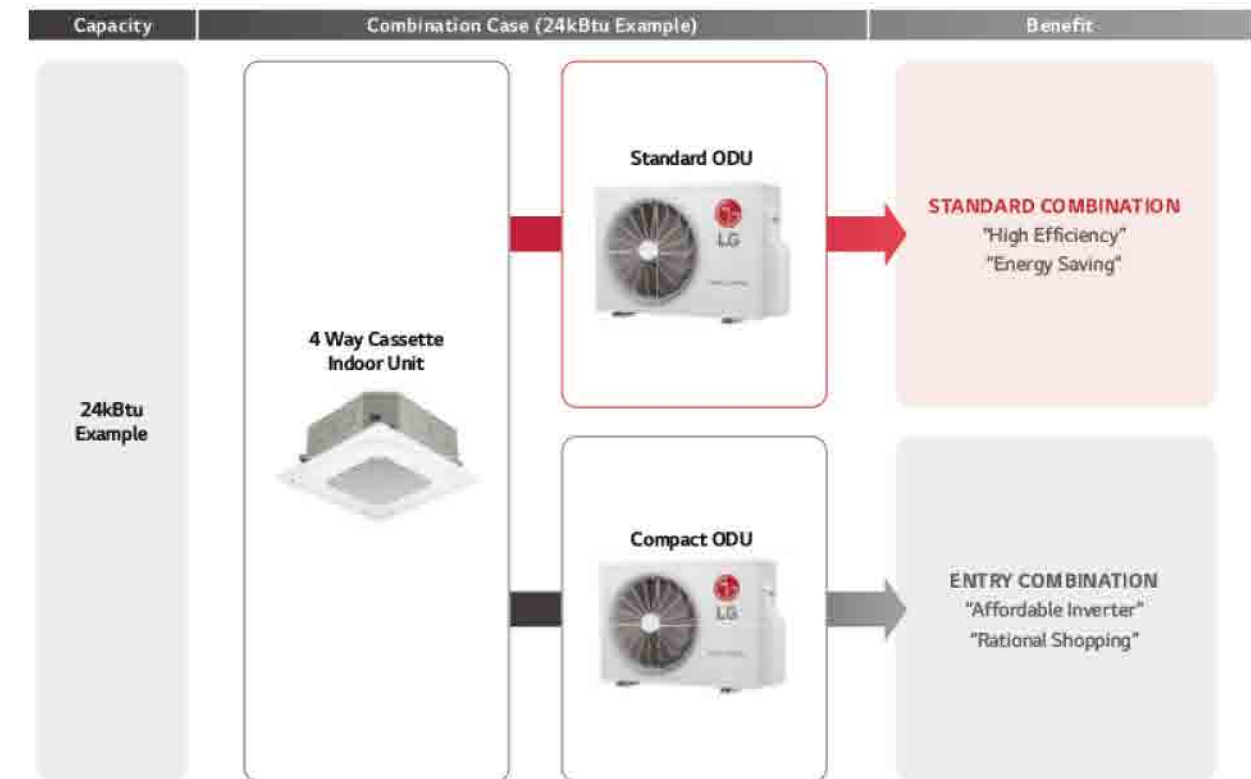 Capacity
Combination Case (24kBtu Example)
Benefit
24kBtu
Example
4 Way Cassette
Indoor Unit
Standard ODU
LG
STANDARD COMBINATION
"High Efficiency"
"Energy Saving"
Compact ODU
LG
ENTRY COMBINATION
"Affordable Inverter"
"Rational Shopping"